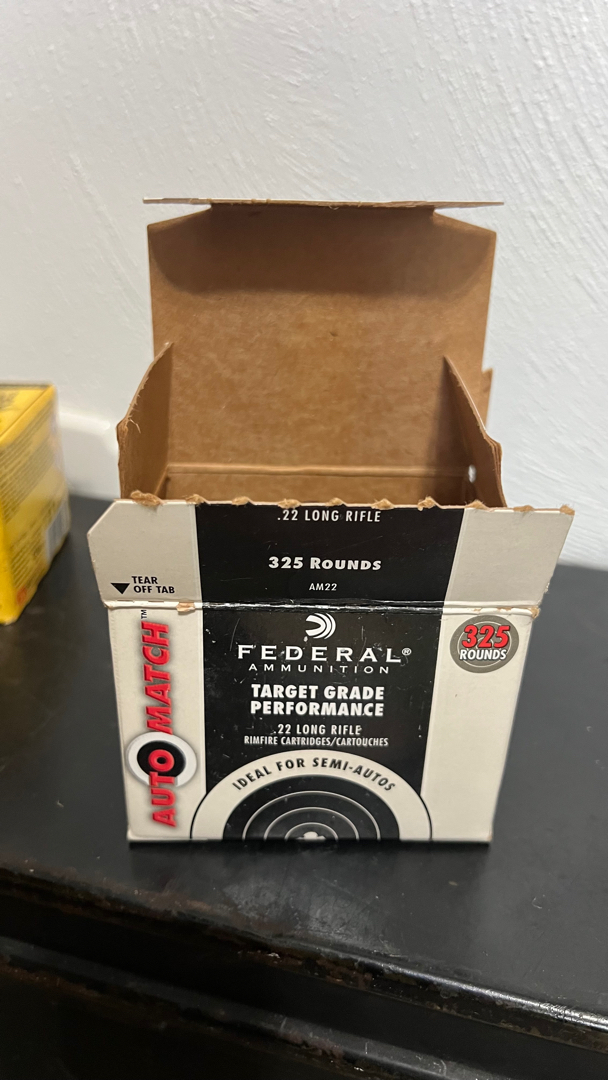 .22 LONG RIFLE
325 ROUNDS
AM22
TEAR
OFF TAB
FEDERAL®
AMMUNITION
325
ROUNDS
TARGET GRADE
PERFORMANCE
.22 LONG RIFLE
RIMFIRE CARTRIDGES/CARTOUCHES
IDEAL FOR SEMI-AUTOS
AUTO MATCH™